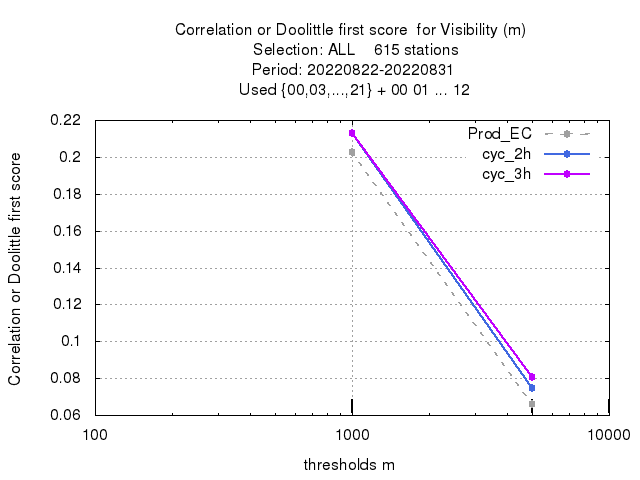 Correlation or Doolittle first score  for Visibility (m)
Selection: ALL    615 stations
Period: 20220822-20220831
Used {00,03,...,21} + 00 01 ... 12
Correlation or Doolittle first score
0.22
0.2
0.18
0.16
0.14
0.12
0.1
0.08
0.06
Prod_EC
cyc_2h
cyc_3h
100
1000
10000
thresholds m